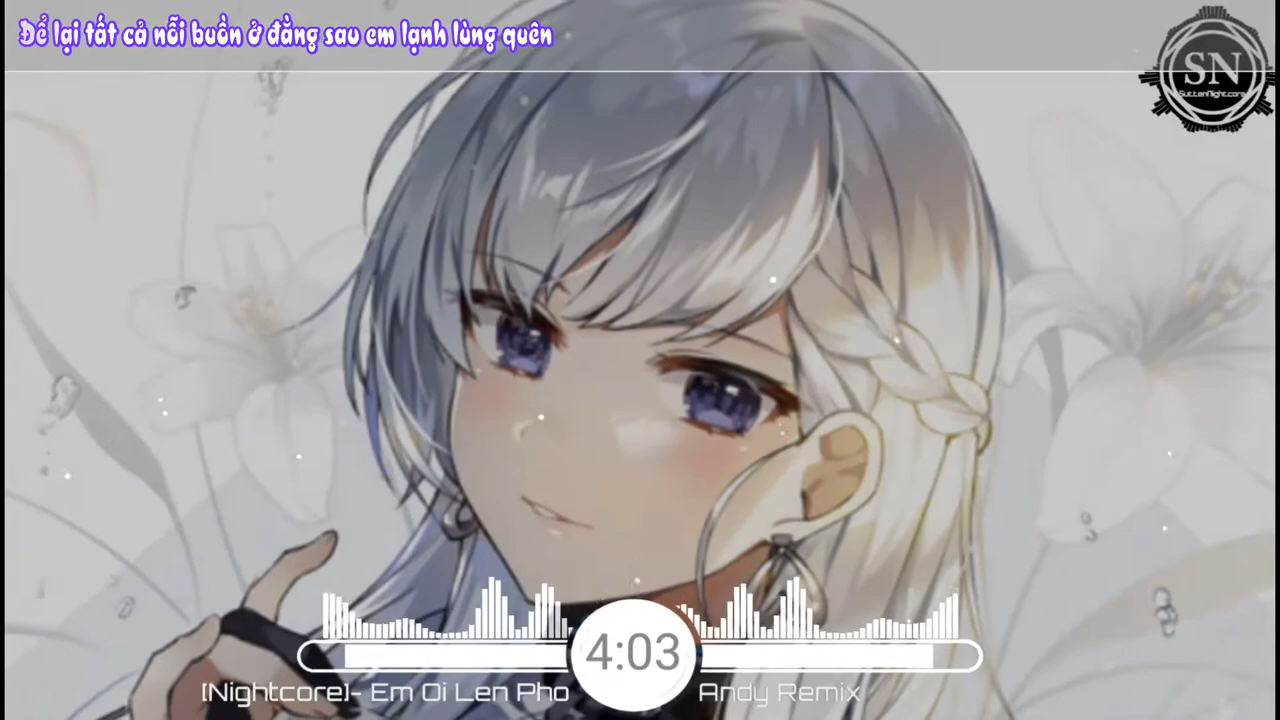 Để lại tất cả nỗi buồn ở đằng sau em lạnh lùng quên
SN
SuttenNightcore
4:03
[Nightcore]- Em Oi Len Pho Andy Remix